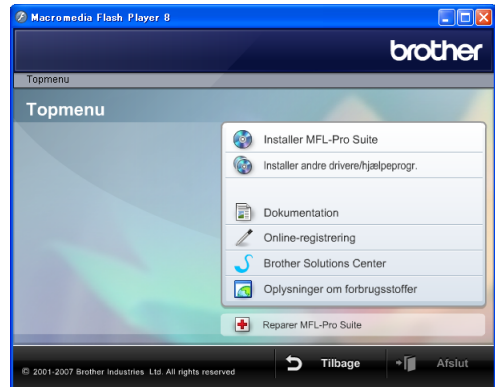 Macromedia Flash Player 8
brother
Topmenu
Topmenu
Installer MFL-Pro Suite
Installer andre drivere/hjælpeprogr.
Dokumentation
Online-registrering
Brother Solutions Center
Oplysninger om forbrugsstoffer
Reparer MFL-Pro Suite
© 2001-2007 Brother Industries Ltd. All rights reserved
Tilbage
Afslut